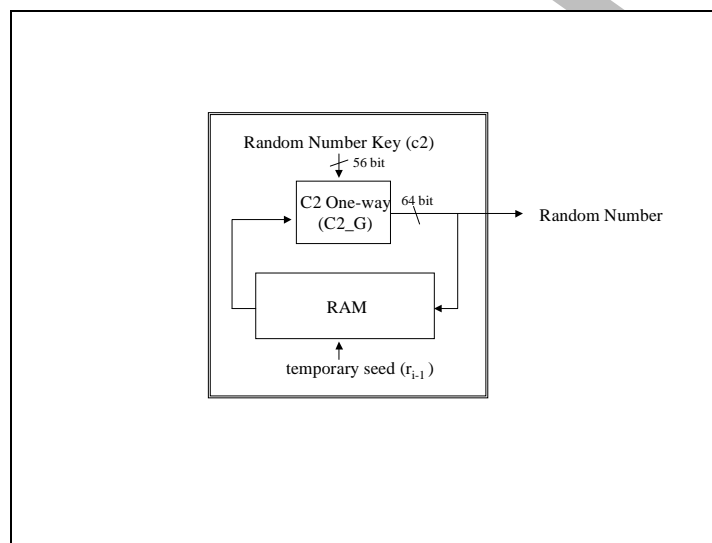 Random Number Key (c2)
56 bit
C2 One-way
(C2_G)
64 bit
Random Number
RAM
temporary seed (ri-1 )